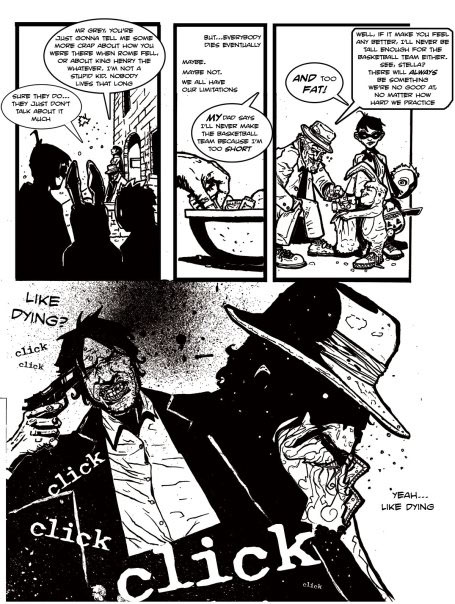 MR GREY, YOU'RE
JUST GONNA TELL ME SOME
MORE CRAP ABOUT HOW YOU
WERE THERE WHEN ROME FELL,
OR ABOUT KING HENRY THE
WHATEVER. I'M NOT A
STUPID KID. NOBODY
LIVES THAT LONG
SURE THEY DO...
THEY JUST DON'T
TALK ABOUT IT
MUCH
BUT...EVERYBODY
DIES EVENTUALLY
MAYBE.
MAYBE NOT.
WE ALL HAVE
OUR LIMITATIONS
MY DAD SAYS
I'LL NEVER MAKE
THE BASKETBALL
TEAM BECAUSE I'M
TOO SHORT
AND TOO
FAT!
WELL, IF IT MAKE YOU FEEL
ANY BETTER, I'LL NEVER BE
TALL ENOUGH FOR THE
BASKETBALL TEAM EITHER.
SEE, STELLA?
THERE WILL ALWAYS
BE SOMETHING
WE'RE NO GOOD AT,
NO MATTER HOW
HARD WE PRACTICE
LIKE
DYING?
click
click
click
click
click
click
YEAH...
LIKE DYING